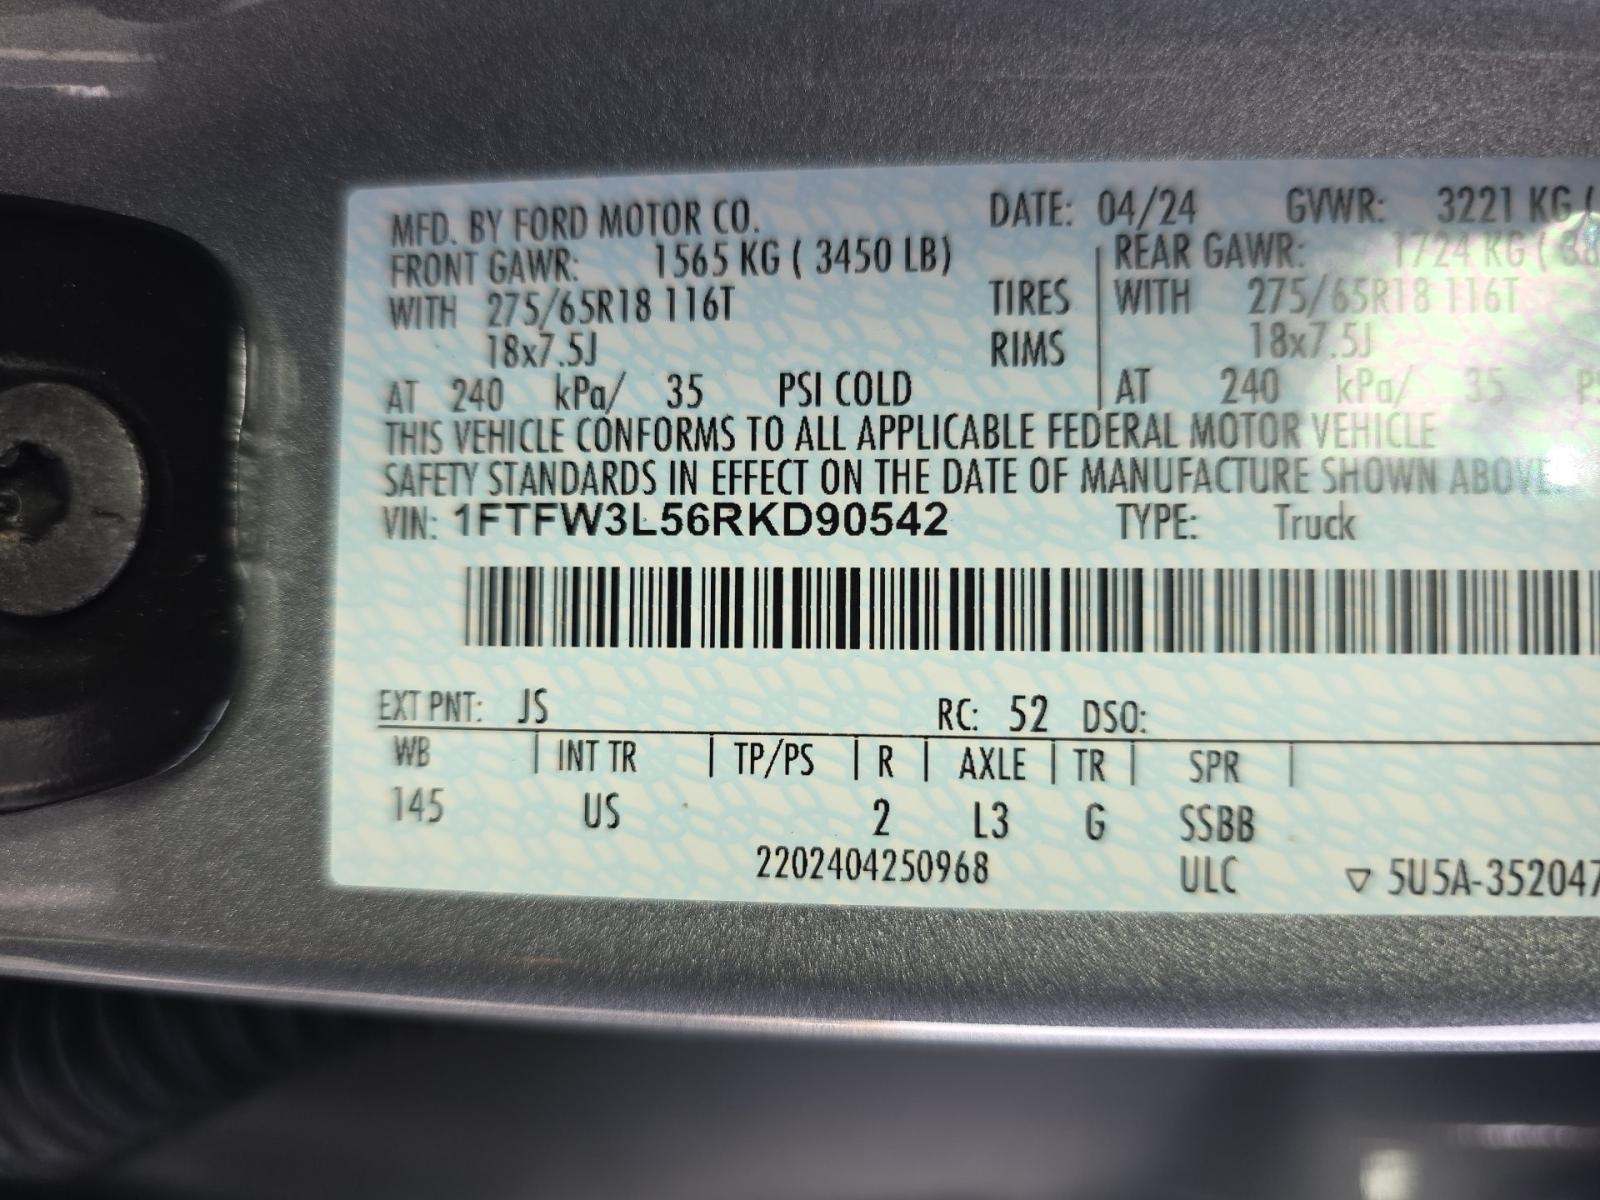 MFD. BY FORD MOTOR CO. DATE: 04/24 GVWR: 3221 KG (
FRONT GAWR: 1565 KG ( 3450 LB) REAR GAWR: 1724 KG (
WITH 275/65R18 116T TIRES WITH 275/65R18 116T
18x7.5J RIMS 18x7.5J
AT 240 kPa/ 35 PSI COLD AT 240 kPa/ 35
THIS VEHICLE CONFORMS TO ALL APPLICABLE FEDERAL MOTOR VEHICLE
SAFETY STANDARDS IN EFFECT ON THE DATE OF MANUFACTURE SHOWN ABOVE.
VIN: 1FTFW3L56RKD90542 TYPE: Truck
EXT PNT: JS RC: 52 DSO:
WB | INT TR | TP/PS | R | AXLE | TR | SPR |
145 US 2 L3 G SSBB
2202404250968 ULC ▽ 5U5A-352047